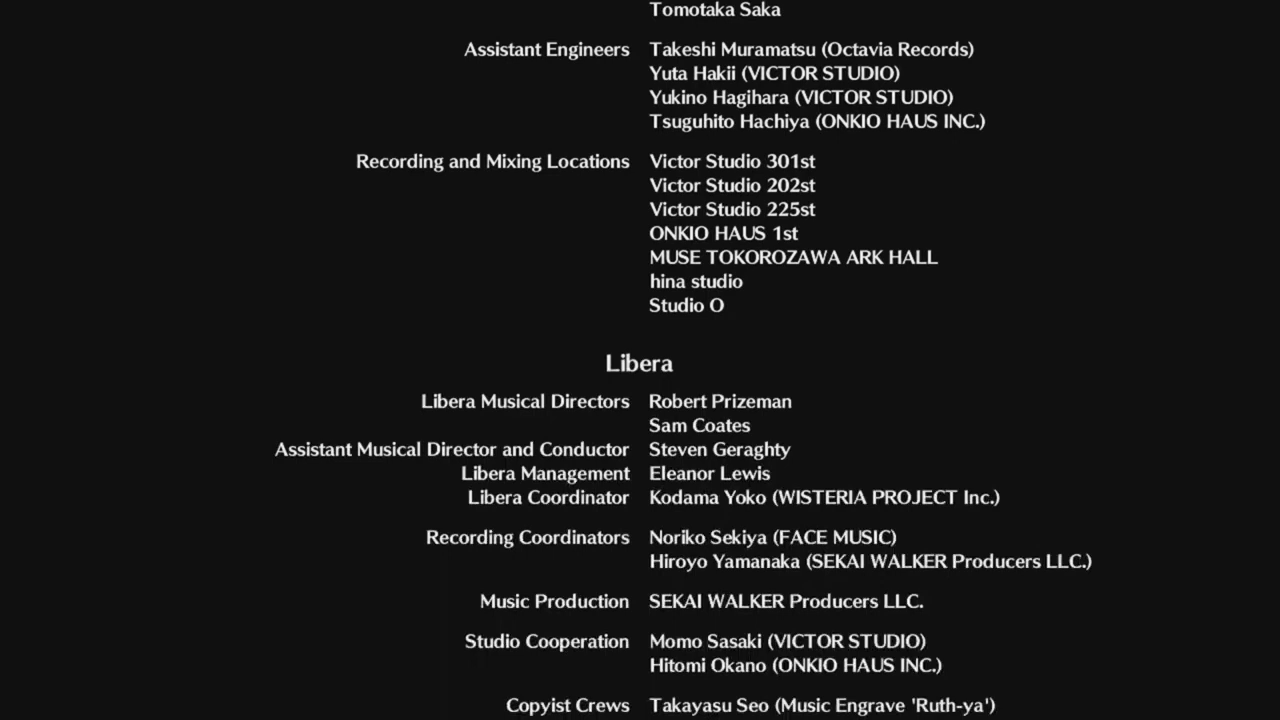 Tomotaka Saka
Assistant Engineers Takeshi Muramatsu (Octavia Records)
Yuta Hakii (VICTOR STUDIO)
Yukino Hagihara (VICTOR STUDIO)
Tsuguhito Hachiya (ONKIO HAUS INC.)
Recording and Mixing Locations Victor Studio 301st
Victor Studio 202st
Victor Studio 225st
ONKIO HAUS 1st
MUSE TOKOROZAWA ARK HALL
hina studio
Studio O
Libera
Libera Musical Directors Robert Prizeman
Sam Coates
Assistant Musical Director and Conductor Steven Geraghty
Libera Management Eleanor Lewis
Libera Coordinator Kodama Yoko (WISTERIA PROJECT Inc.)
Recording Coordinators Noriko Sekiya (FACE MUSIC)
Hiroyo Yamanaka (SEKAI WALKER Producers LLC.)
Music Production SEKAI WALKER Producers LLC.
Studio Cooperation Momo Sasaki (VICTOR STUDIO)
Hitomi Okano (ONKIO HAUS INC.)
Copyist Crews Takayasu Seo (Music Engrave 'Ruth-ya')